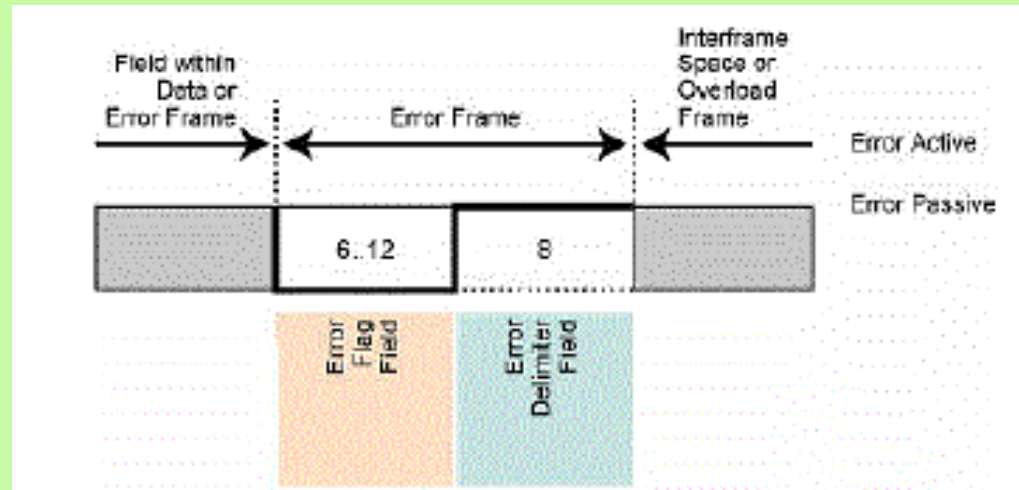 Field within
Data or
Error Frame
Error Frame
Interframe
Space or
Overload
Frame
Error Active
Error Passive
6..12
8
Error
Flag
Field
Error
Delimiter
Field